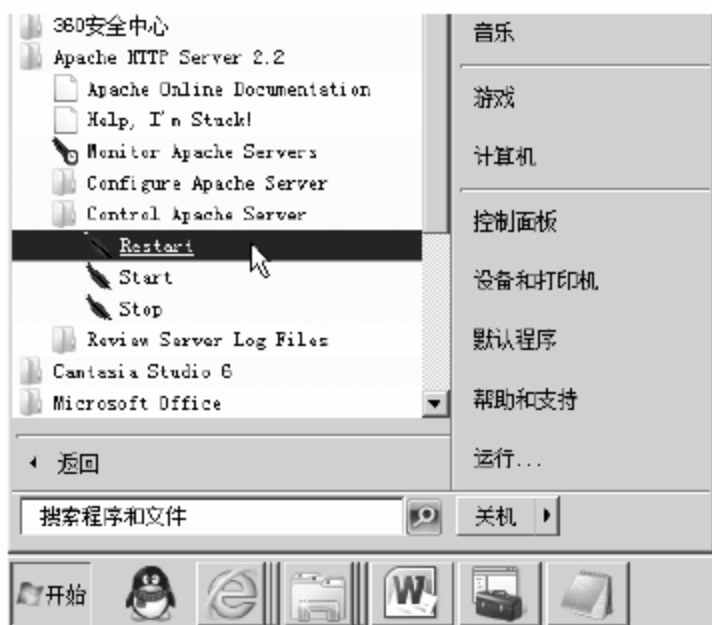 360安全中心
Apache HTTP Server 2.2
Apache Online Documentation
Help, I'm Stuck!
Monitor Apache Servers
Configure Apache Server
Control Apache Server
Restart
Start
Stop
Review Server Log Files
Camtasia Studio 6
Microsoft Office
返回
搜索程序和文件
音乐
游戏
计算机
控制面板
设备和打印机
默认程序
帮助和支持
运行...
关机
开始
W